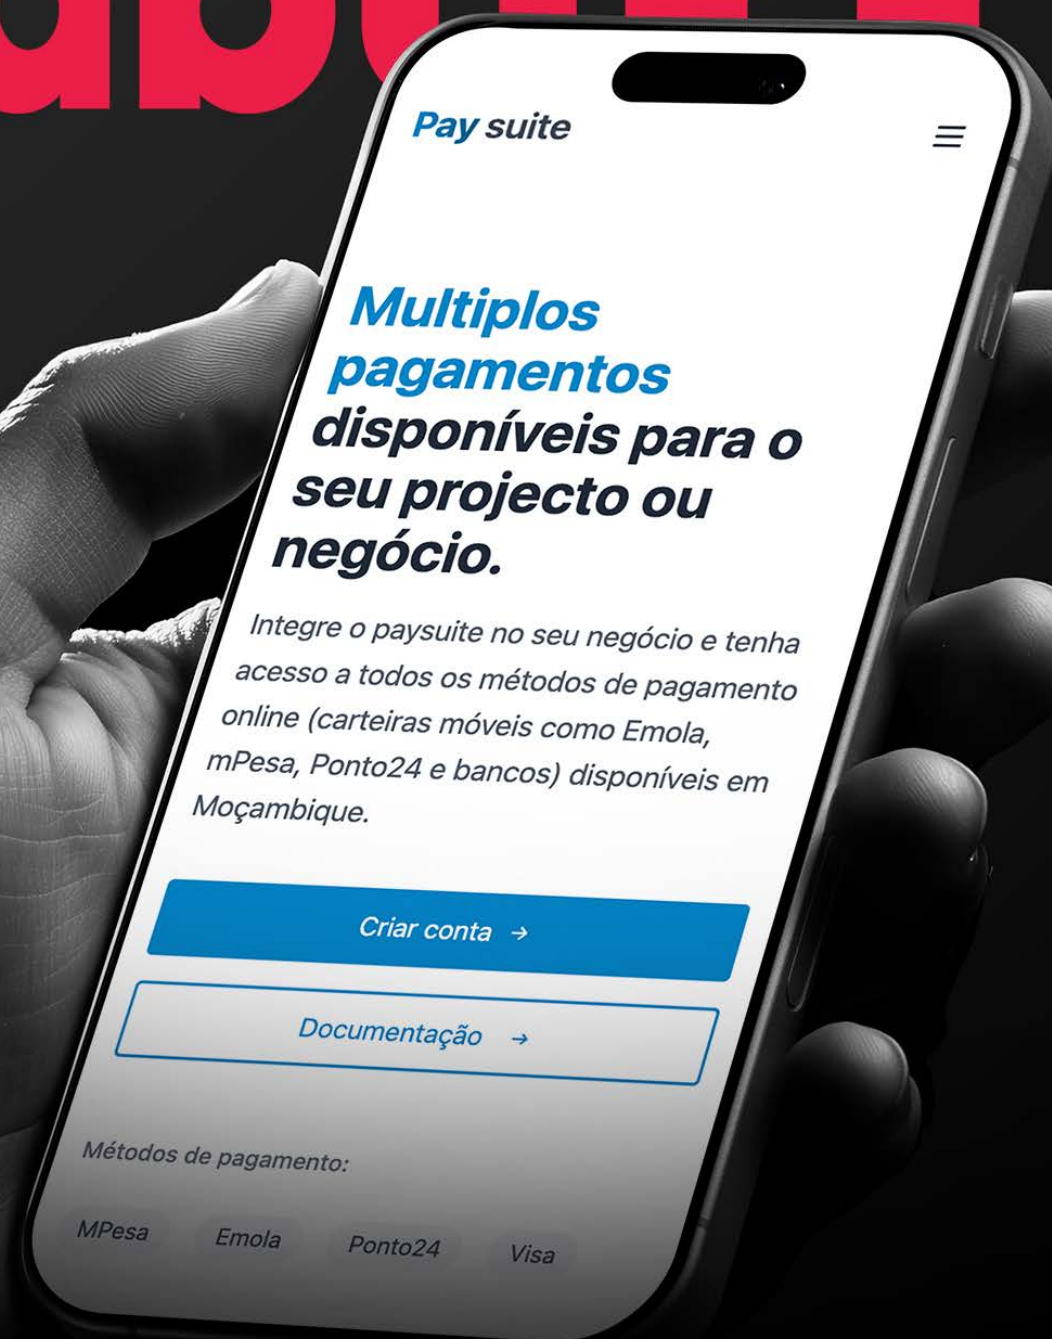 Pay suite
Multiplos
pagamentos
disponíveis para o
seu projecto ou
negócio.
Integre o paysuite no seu negócio e tenha
acesso a todos os métodos de pagamento
online (carteiras móveis como Emola,
mPesa, Ponto24 e bancos) disponíveis em
Moçambique.
Criar conta →
Documentação →
Métodos de pagamento:
MPesa Emola Ponto24 Visa